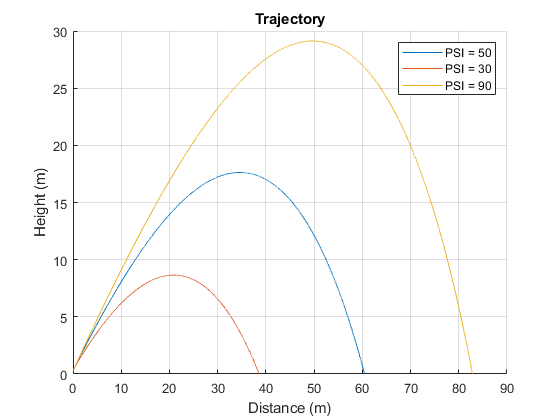 Trajectory
PSI = 50
PSI = 30
PSI = 90
Height (m)
30
25
20
15
10
5
0
0 10 20 30 40 50 60 70 80 90
Distance (m)